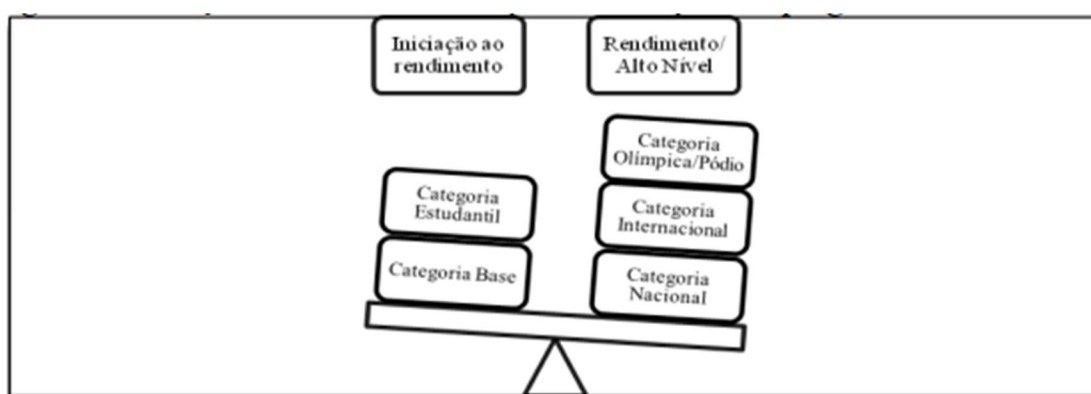 Iniciação ao
rendimento
Rendimento/
Alto Nível
Categoria
Estudantil
Categoria Base
Categoria
Olímpica/Pódio
Categoria
Internacional
Categoria
Nacional